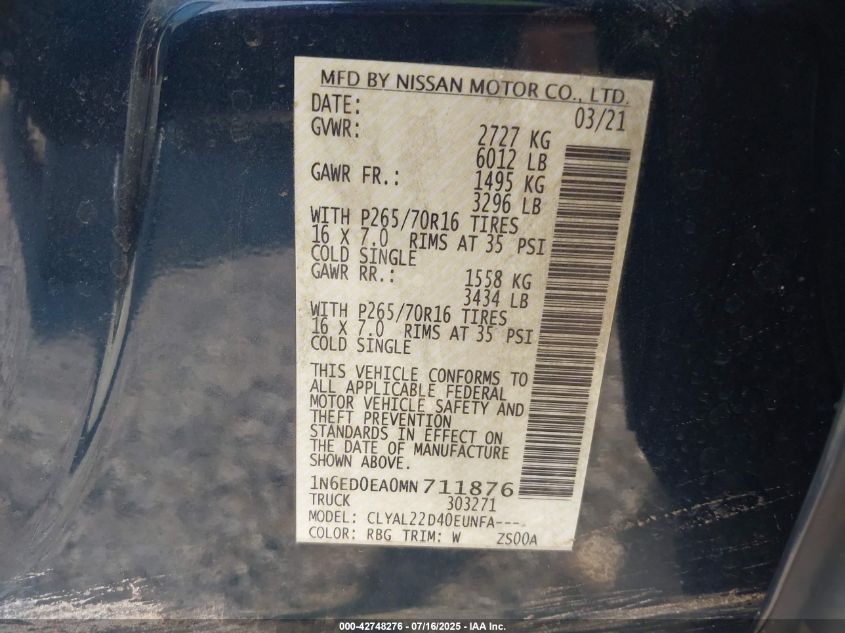 MFD BY NISSAN MOTOR CO., LTD.
DATE: 03/21
GVWR: 2727 KG
6012 LB
GAWR FR.: 1495 KG
3296 LB
WITH P265/70R16 TIRES
16 X 7.0 RIMS AT 35 PSI
COLD SINGLE
GAWR RR.: 1558 KG
3434 LB
WITH P265/70R16 TIRES
16 X 7.0 RIMS AT 35 PSI
COLD SINGLE
THIS VEHICLE CONFORMS TO
ALL APPLICABLE FEDERAL
MOTOR VEHICLE SAFETY AND
THEFT PREVENTION
STANDARDS IN EFFECT ON
THE DATE OF MANUFACTURE
SHOWN ABOVE.
1N6ED0EA0MN711876
TRUCK 303271
MODEL: CLYAL22D40EUNFA---
COLOR: RBG TRIM: W ZS00A
000-42748276 - 07/16/2025 - IAA Inc.